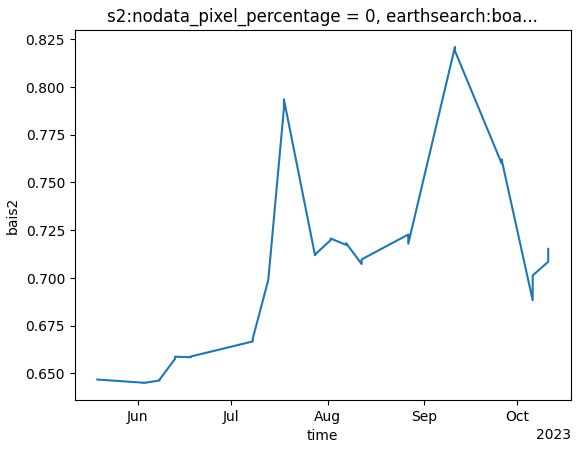 s2:nodata_pixel_percentage = 0, earthsearch:boa...
0.825
0.800
0.775
0.750
0.725
0.700
0.675
0.650
bais2
Jun Jul Aug Sep Oct
time
2023